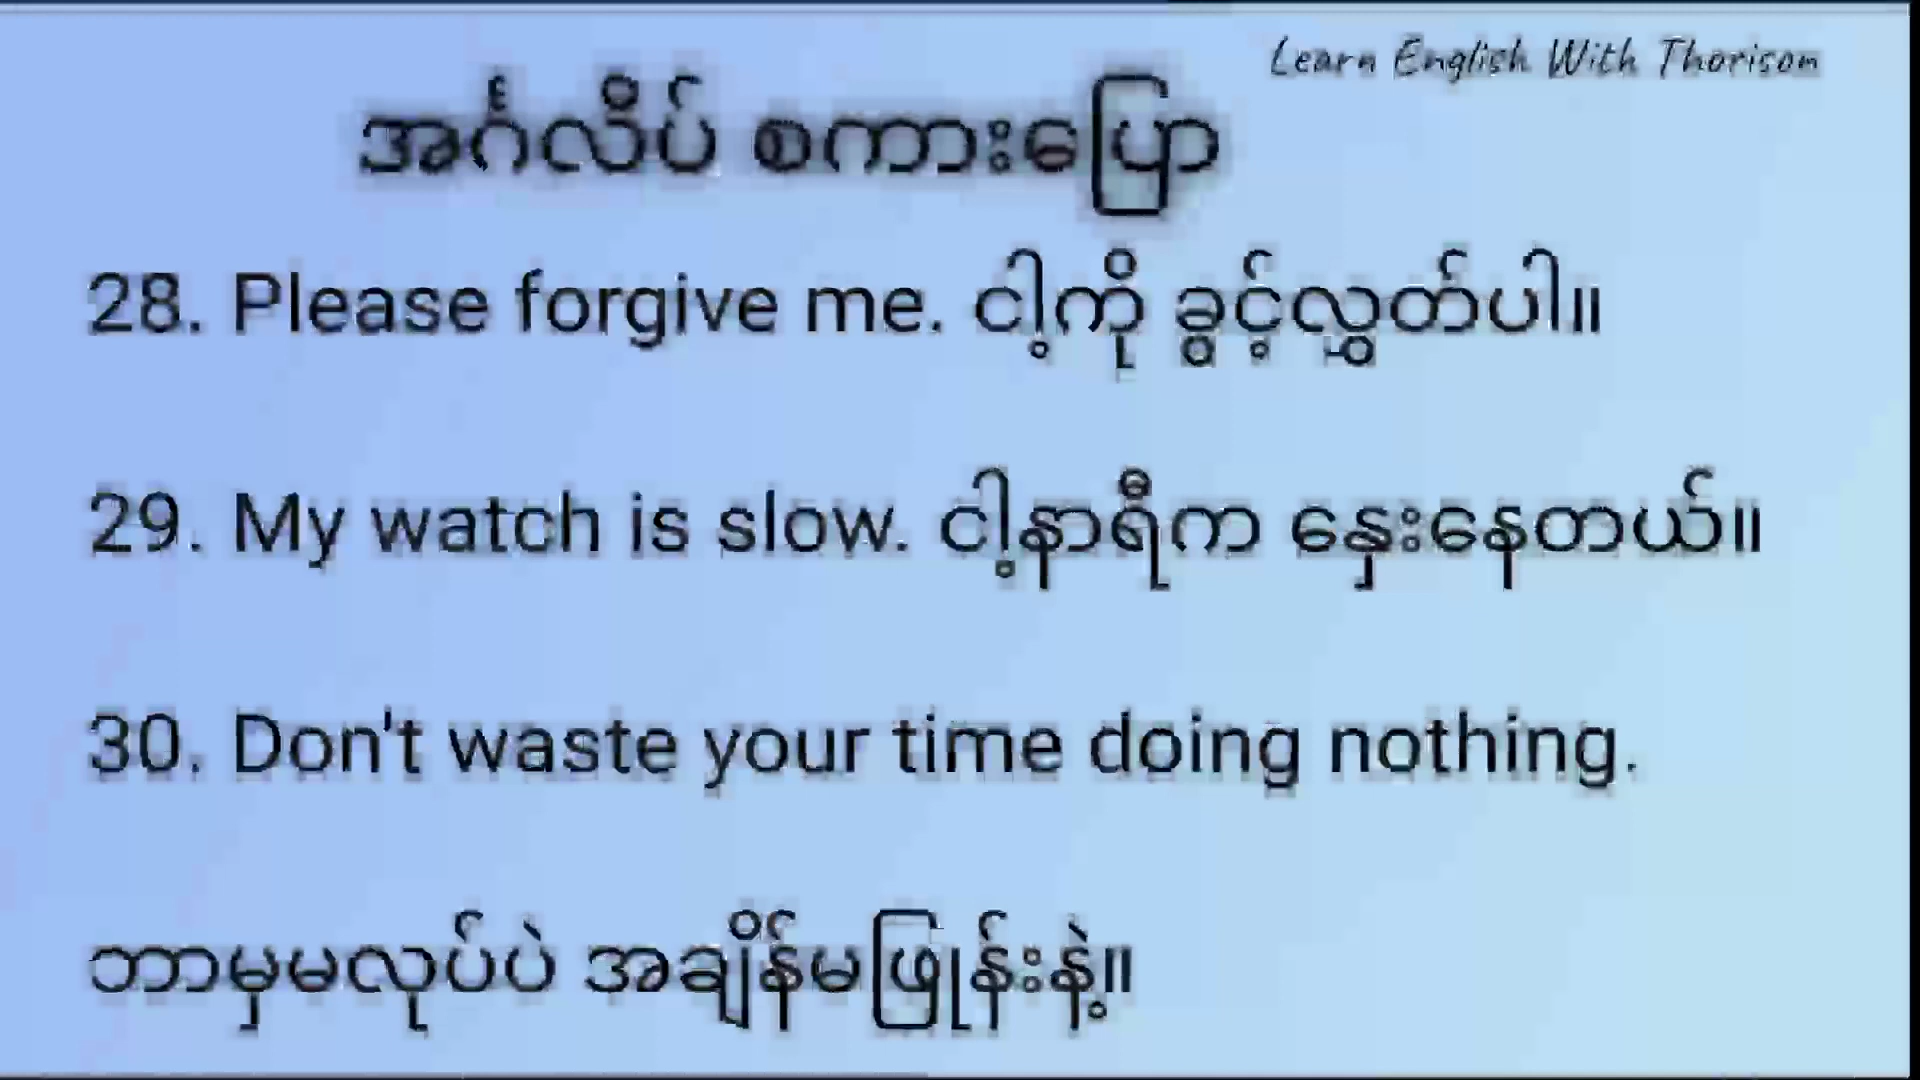 Learn English With Thorison
အင်္ဂလိပ် စကားပြော
28. Please forgive me. ငါ့ကို ခွင့်လွှတ်ပါ။
29. My watch is slow. ငါ့နာရီက နှေးနေတယ်။
30. Don't waste your time doing nothing.
ဘာမှမလုပ်ပဲ အချိန်မဖြုန်းနဲ့။